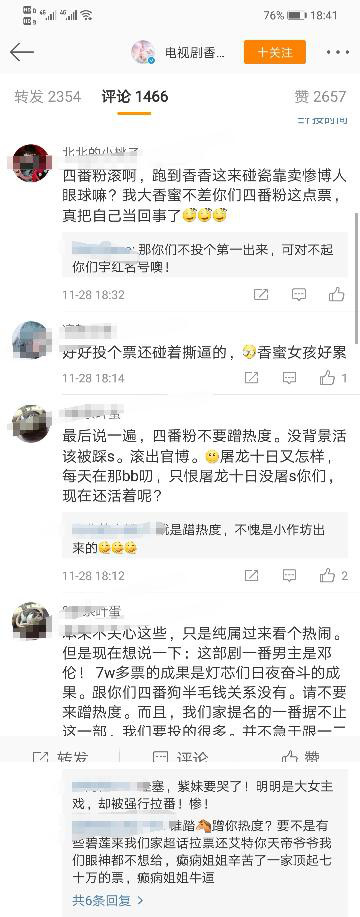 76% 18:41
电视剧香...
+关注
转发 2354 评论 1466 赞 2657
四番粉滚啊，跑到香香这来碰瓷靠卖惨博人
眼球嘛？我大香蜜不差你们四番粉这点票，
真把自己当回事了
: 那你们不投个第一出来，可对不起
你们宇红名号噢！
11-28 18:32
好好投个票还碰着撕逼的，香蜜女孩好累
11-28 18:14
1
最后说一遍，四番粉不要蹭热度。没背景活
该被踩s。滚出官博。屠龙十日又怎样，
每天在那bb叨，只恨屠龙十日没屠s你们，
现在还活着呢？
就是蹭热度，不愧是小作坊出
来的
11-28 18:12
2
茶叶蛋
本来不关心这些，只是纯属过来看个热闹。
但是现在想说一下：这部剧一番男主是邓
伦！ 7w多票的成果是灯芯们日夜奋斗的成
果。跟你们四番狗半毛钱关系没有。请不要
来蹭热度。而且，我们家提名的一番据不止
这一部，我们要投的很多。并不急于跟一二
转发 评论 赞
塞，紫妹要哭了！明明是大女主
戏，却被强行拉番！惨！
蹭你热度？要不是有
些碧莲来我们家超话拉票还艾特你天帝爷爷我
们眼神都不想给，癫痫姐姐辛苦了一家顶起七
十万的票，癫痫姐姐牛逼
共6条回复